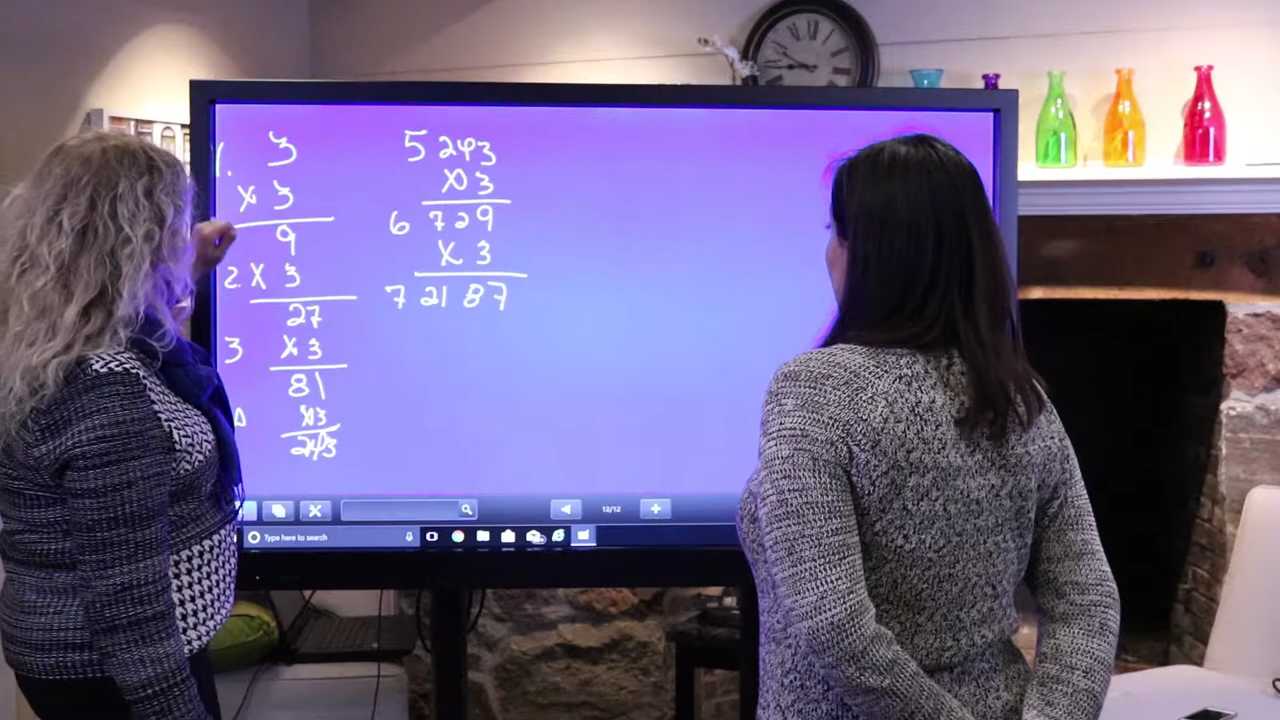 1. 3
x 3
9
2. x 3
27
3 x 3
81
x3
243
5 243
x 3
6 729
x 3
7 2187
12/12
Type here to search